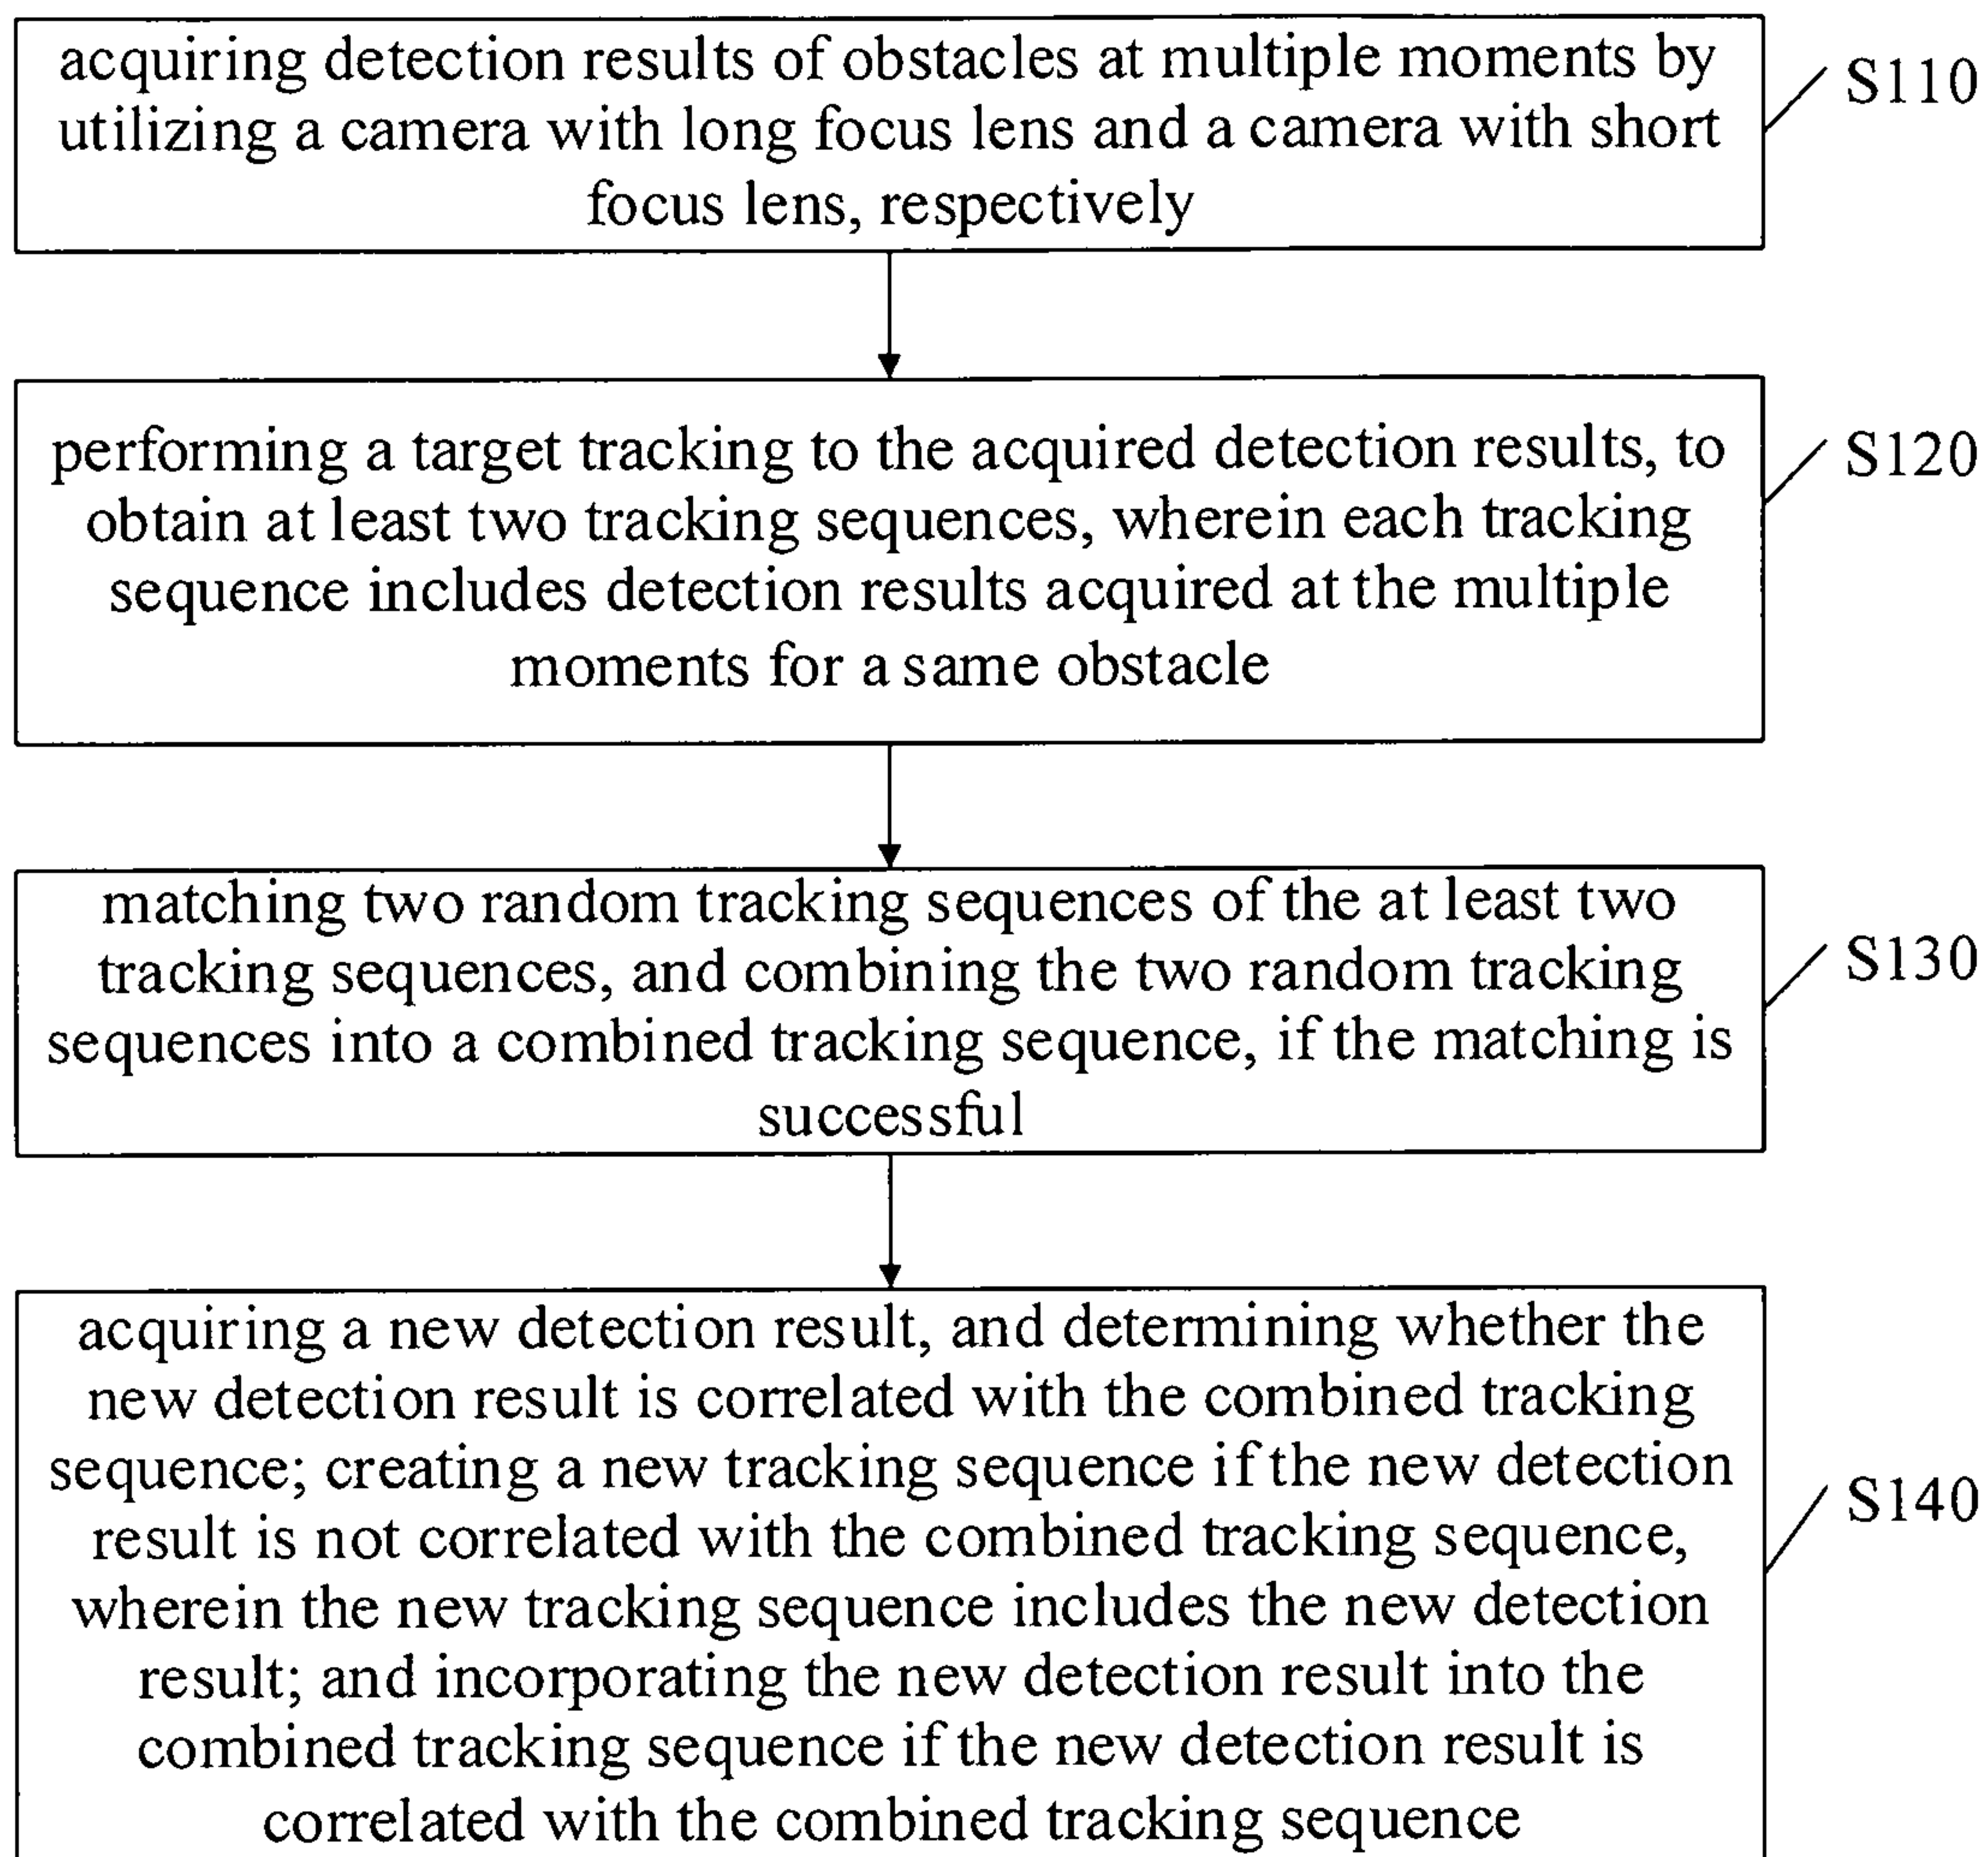 acquiring detection results of obstacles at multiple moments by
utilizing a camera with long focus lens and a camera with short
focus lens, respectively
S110
performing a target tracking to the acquired detection results, to
obtain at least two tracking sequences, wherein each tracking
sequence includes detection results acquired at the multiple
moments for a same obstacle
S120
matching two random tracking sequences of the at least two
tracking sequences, and combining the two random tracking
sequences into a combined tracking sequence, if the matching is
successful
S130
acquiring a new detection result, and determining whether the
new detection result is correlated with the combined tracking
sequence; creating a new tracking sequence if the new detection
result is not correlated with the combined tracking sequence,
wherein the new tracking sequence includes the new detection
result; and incorporating the new detection result into the
combined tracking sequence if the new detection result is
correlated with the combined tracking sequence
S140